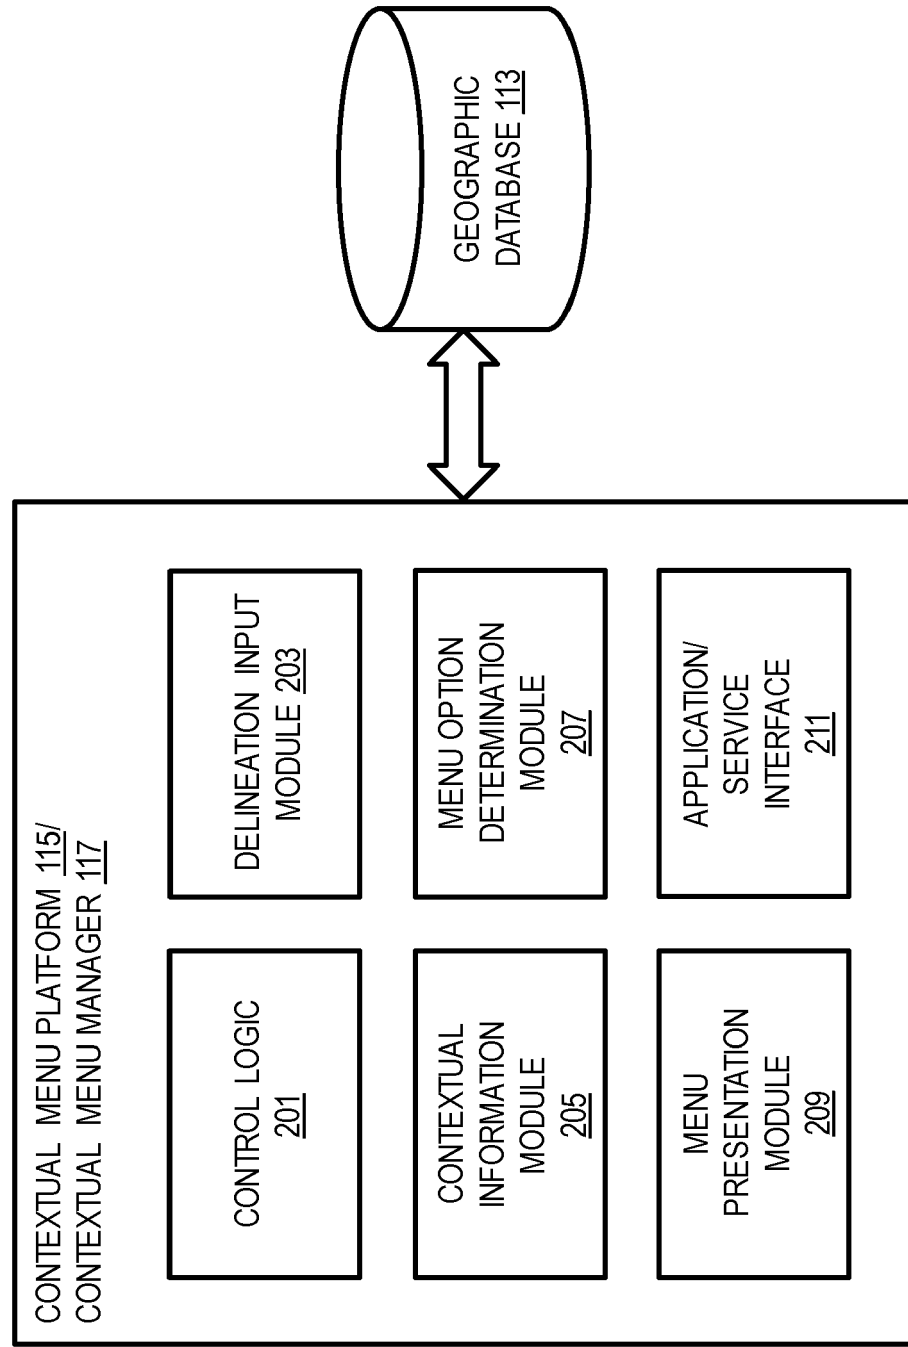 CONTEXTUAL MENU PLATFORM 115/
CONTEXTUAL MENU MANAGER 117
CONTROL LOGIC
201
DELINEATION INPUT
MODULE 203
CONTEXTUAL
INFORMATION
MODULE
205
MENU OPTION
DETERMINATION
MODULE
207
MENU
PRESENTATION
MODULE
209
APPLICATION/
SERVICE
INTERFACE
211
GEOGRAPHIC
DATABASE 113